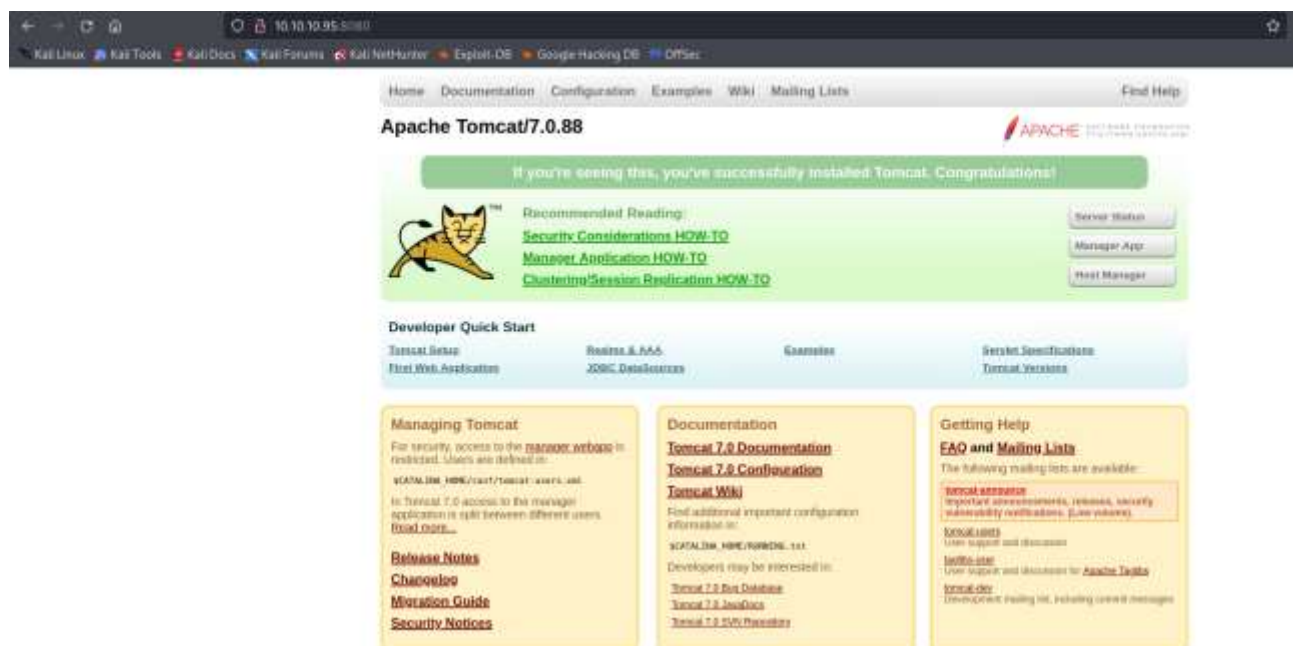 10.10.10.95:8080
Kali Linux Kali Tools Kali Docs Kali Forums Kali NetHunter Exploit-DB Google Hacking DB OffSec
Home Documentation Configuration Examples Wiki Mailing Lists Find Help
Apache Tomcat/7.0.88
APACHE
If you're seeing this, you've successfully installed Tomcat. Congratulations!
TM
Recommended Reading:
Security Considerations HOW-TO
Manager Application HOW-TO
Clustering/Session Replication HOW-TO
Server Status
Manager App
Host Manager
Developer Quick Start
Tomcat Setup
First Web Application
Realms & AAA
JDBC DataSources
Examples
Servlet Specifications
Tomcat Versions
Managing Tomcat
For security, access to the manager webapp is
restricted. Users are defined in:
$CATALINA_HOME/conf/tomcat-users.xml
In Tomcat 7.0 access to the manager
application is split between different users.
Read more...
Release Notes
Changelog
Migration Guide
Security Notices
Documentation
Tomcat 7.0 Documentation
Tomcat 7.0 Configuration
Tomcat Wiki
Find additional important configuration
information in:
$CATALINA_HOME/RUNNING.txt
Developers may be interested in:
Tomcat 7.0 Bug Database
Tomcat 7.0 JavaDocs
Tomcat 7.0 SVN Repository
Getting Help
FAQ and Mailing Lists
The following mailing lists are available:
tomcat-announce
Important announcements, releases, security
vulnerability notifications. (Low volume).
tomcat-users
User support and discussion
taglibs-user
User support and discussion for Apache Taglibs
tomcat-dev
Development mailing list, including commit messages